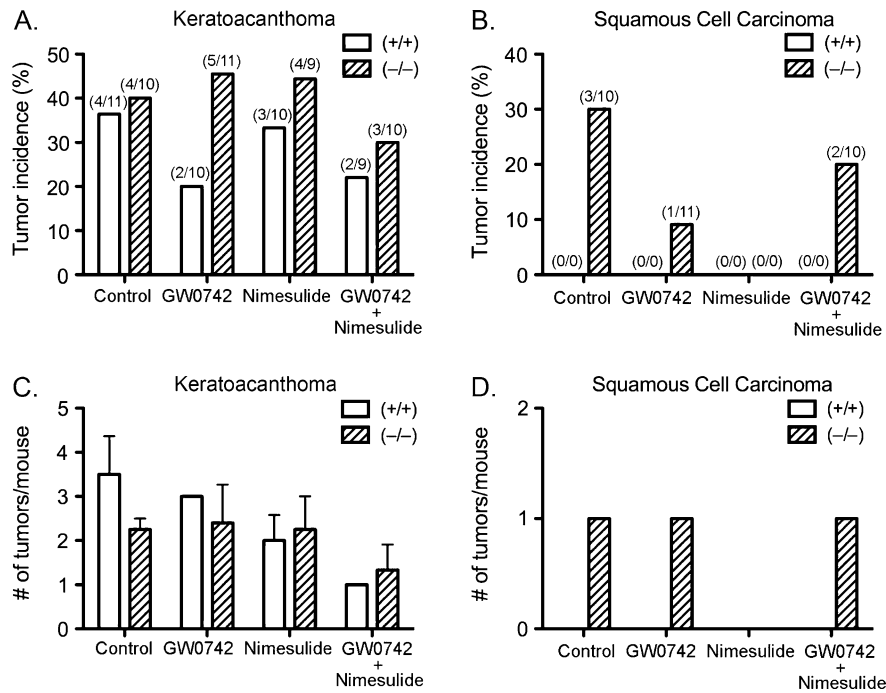 A.
Keratoacanthoma
(+/+)
(–/–)
Tumor incidence (%)
50
40
30
20
10
0
(4/11)
(4/10)
(2/10)
(5/11)
(3/10)
(4/9)
(2/9)
(3/10)
Control
GW0742
Nimesulide
GW0742
+
Nimesulide
B.
Squamous Cell Carcinoma
(+/+)
(–/–)
Tumor incidence (%)
40
30
20
10
0
(0/0)
(3/10)
(0/0)
(1/11)
(0/0)
(0/0)
(0/0)
(2/10)
Control
GW0742
Nimesulide
GW0742
+
Nimesulide
C.
Keratoacanthoma
(+/+)
(–/–)
# of tumors/mouse
5
4
3
2
1
0
Control
GW0742
Nimesulide
GW0742
+
Nimesulide
D.
Squamous Cell Carcinoma
(+/+)
(–/–)
# of tumors/mouse
2
1
0
Control
GW0742
Nimesulide
GW0742
+
Nimesulide